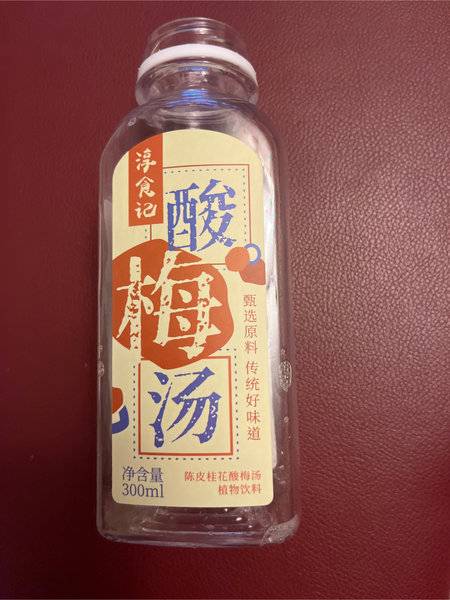 淳食记
酸
梅
汤
甄选原料 传统好味道
净含量
300ml
陈皮桂花酸梅汤
植物饮料